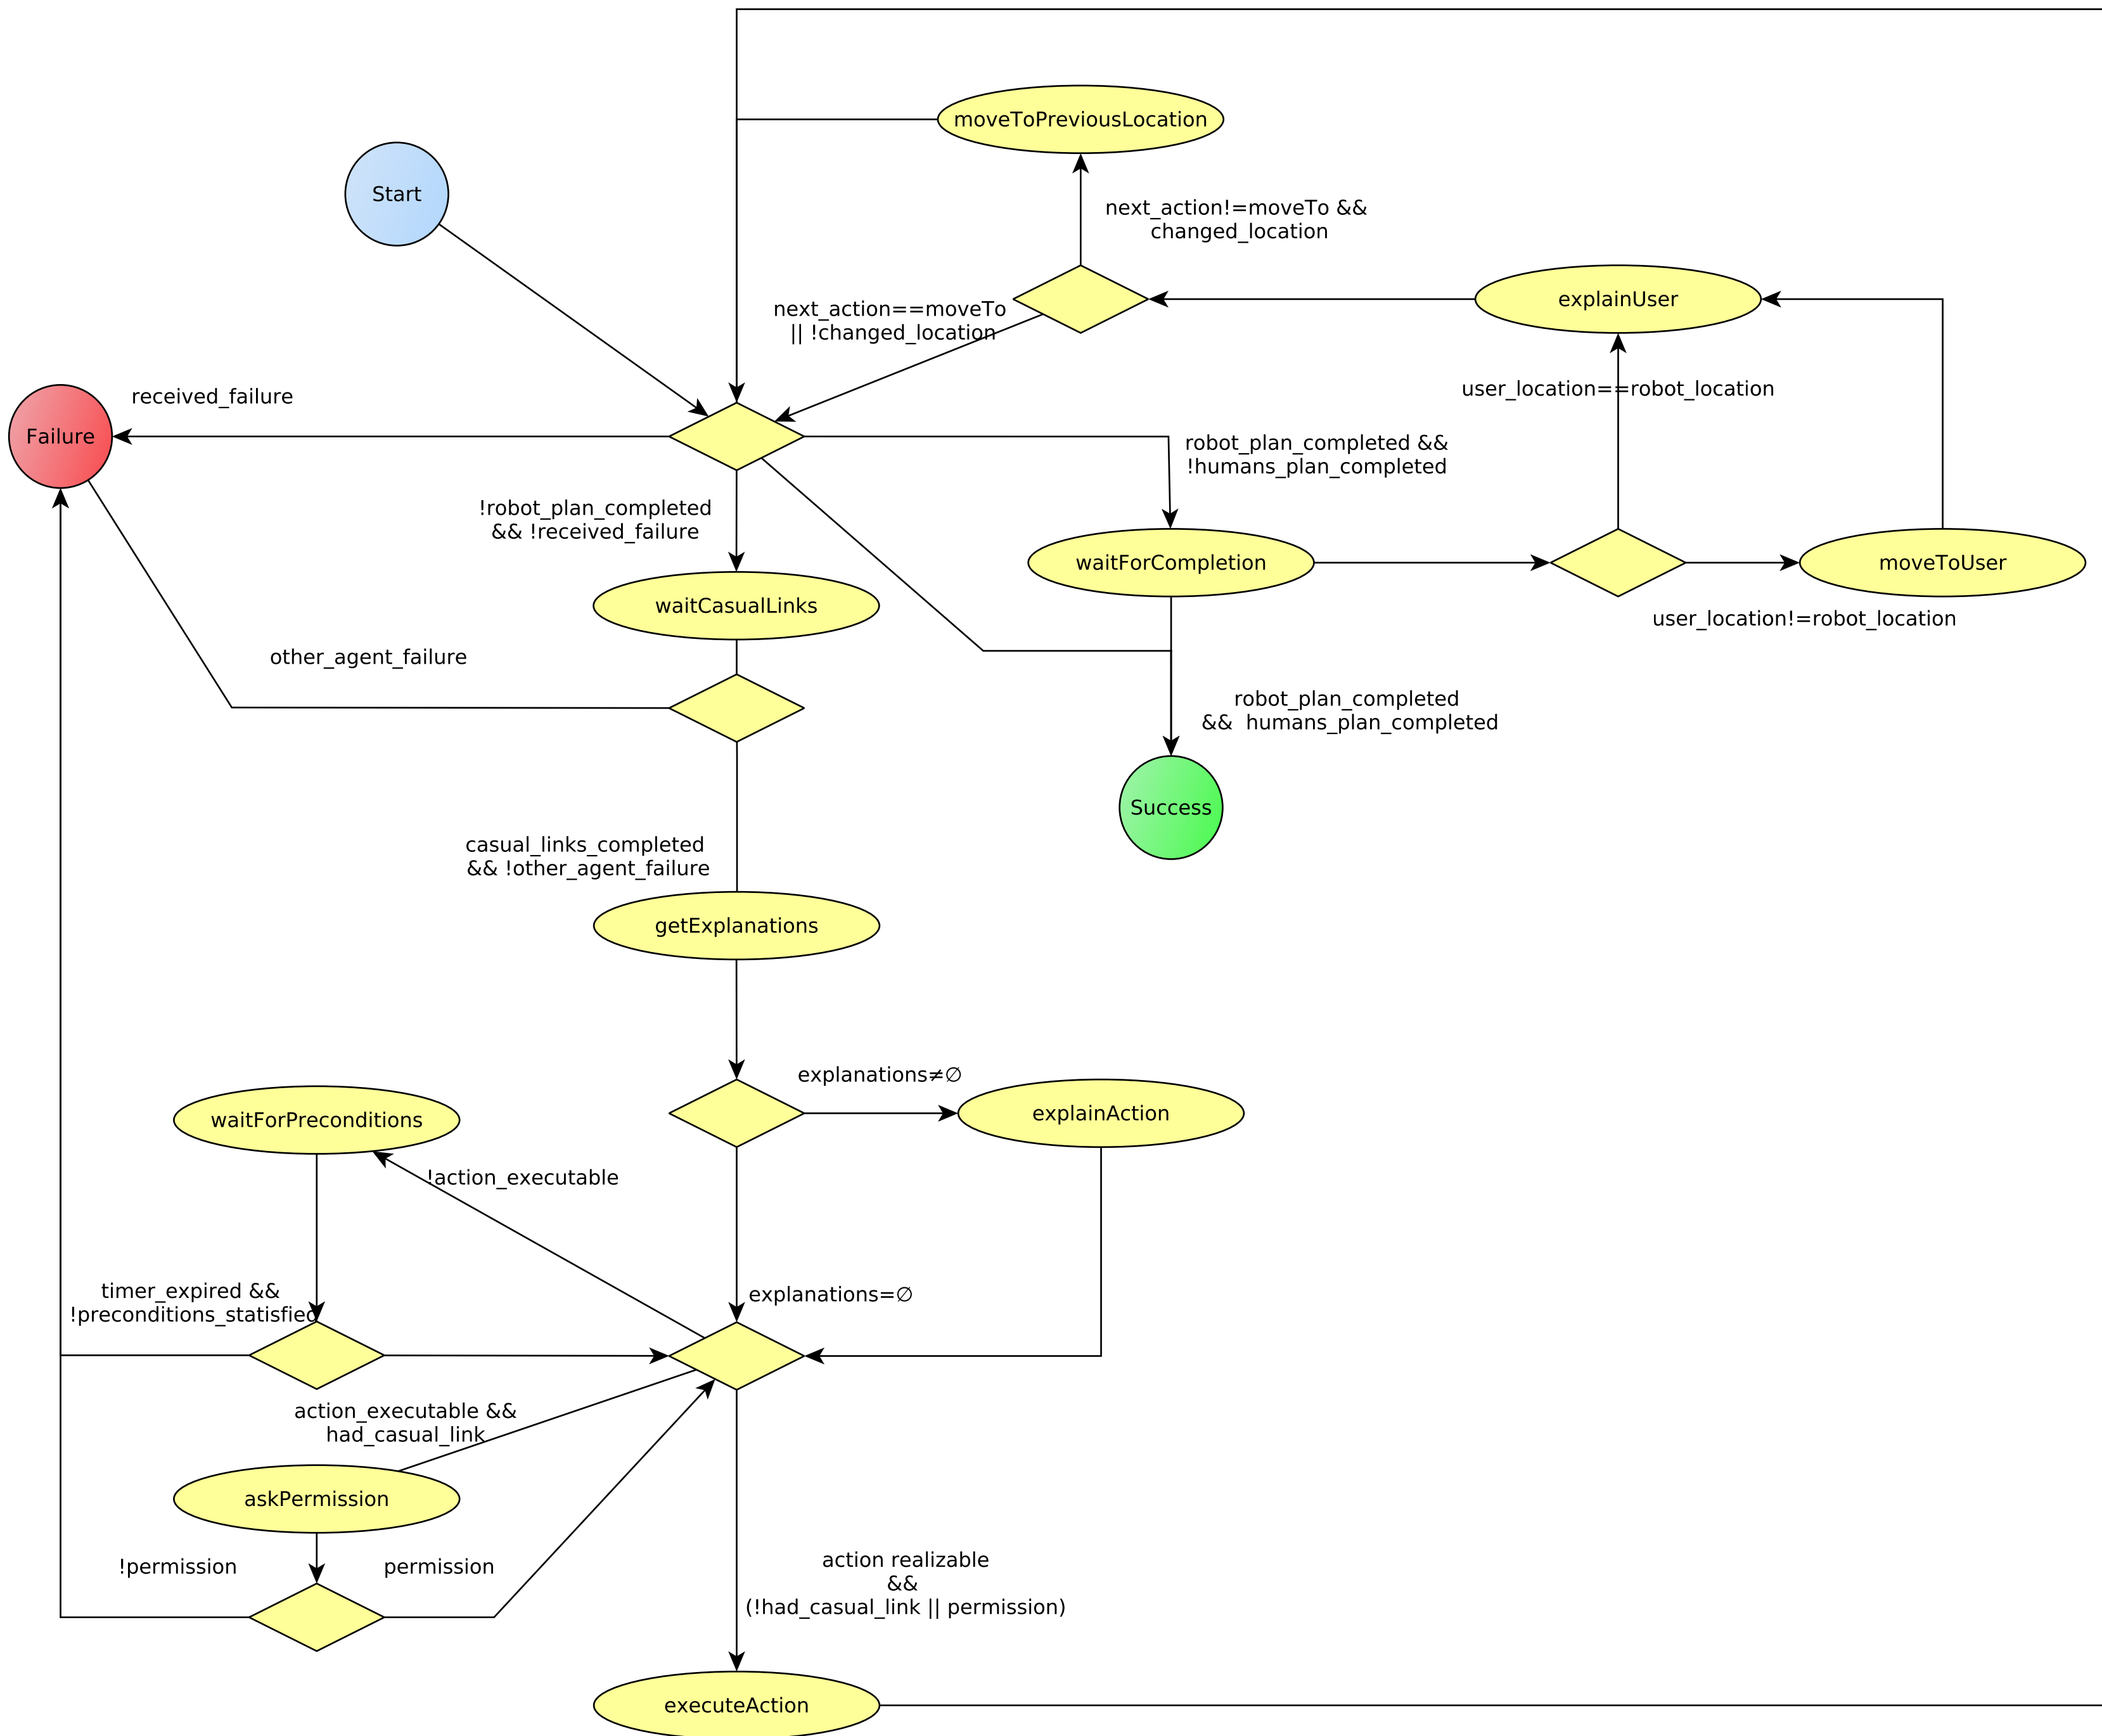 moveToPreviousLocation
Start
next_action!=moveTo &&
changed_location
explainUser
next_action==moveTo
|| !changed_location
user_location==robot_location
received_failure
Failure
robot_plan_completed &&
!humans_plan_completed
!robot_plan_completed
&& !received_failure
waitForCompletion
moveToUser
waitCasualLinks
user_location!=robot_location
other_agent_failure
robot_plan_completed
&& humans_plan_completed
Success
casual_links_completed
&& !other_agent_failure
getExplanations
explanations≠∅
explainAction
waitForPreconditions
!action_executable
timer_expired &&
!preconditions_statisfied
explanations=∅
action_executable &&
had_casual_link
askPermission
!permission
permission
action realizable
&&
(!had_casual_link || permission)
executeAction